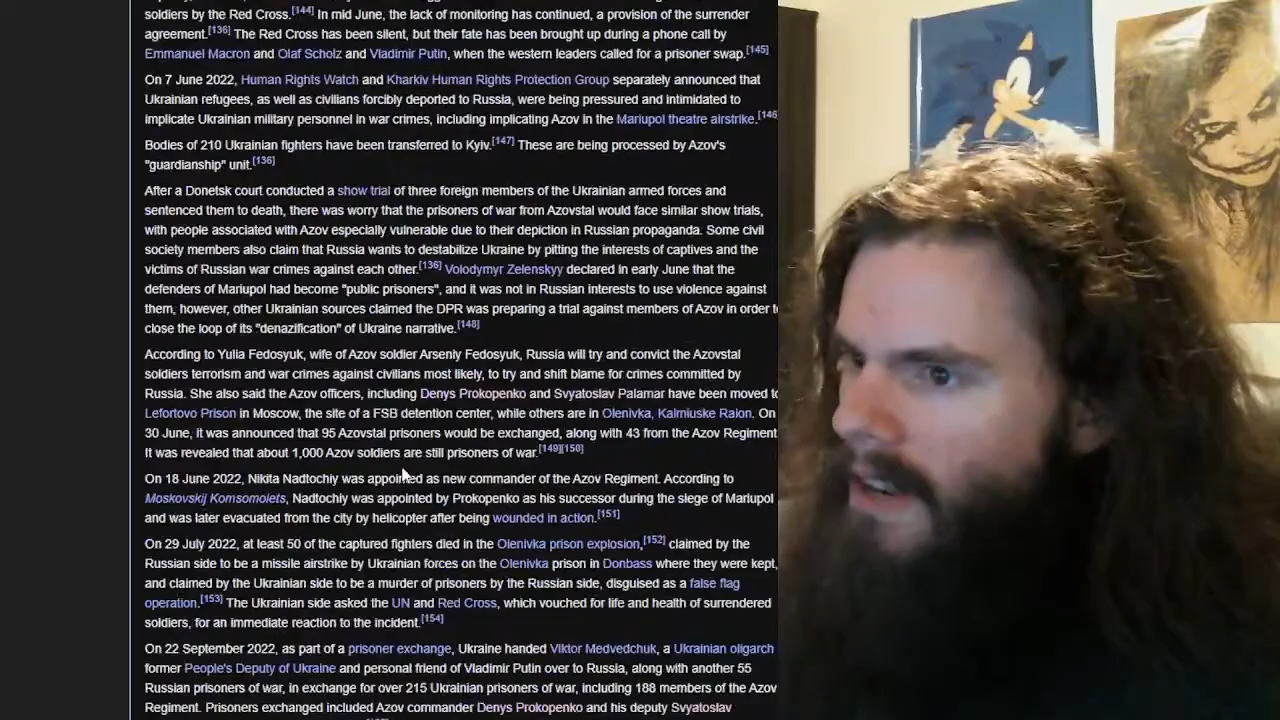 soldiers by the Red Cross.[144] In mid June, the lack of monitoring has continued, a provision of the surrender
agreement.[136] The Red Cross has been silent, but their fate has been brought up during a phone call by
Emmanuel Macron and Olaf Scholz and Vladimir Putin, when the western leaders called for a prisoner swap.[145]
On 7 June 2022, Human Rights Watch and Kharkiv Human Rights Protection Group separately announced that
Ukrainian refugees, as well as civilians forcibly deported to Russia, were being pressured and intimidated to
implicate Ukrainian military personnel in war crimes, including implicating Azov in the Mariupol theatre airstrike.[146
Bodies of 210 Ukrainian fighters have been transferred to Kyiv.[147] These are being processed by Azov's
"guardianship" unit.[136]
After a Donetsk court conducted a show trial of three foreign members of the Ukrainian armed forces and
sentenced them to death, there was worry that the prisoners of war from Azovstal would face similar show trials,
with people associated with Azov especially vulnerable due to their depiction in Russian propaganda. Some civil
society members also claim that Russia wants to destabilize Ukraine by pitting the interests of captives and the
victims of Russian war crimes against each other.[136] Volodymyr Zelenskyy declared in early June that the
defenders of Mariupol had become "public prisoners", and it was not in Russian interests to use violence against
them, however, other Ukrainian sources claimed the DPR was preparing a trial against members of Azov in order t
close the loop of its "denazification" of Ukraine narrative.[148]
According to Yulia Fedosyuk, wife of Azov soldier Arseniy Fedosyuk, Russia will try and convict the Azovstal
soldiers terrorism and war crimes against civilians most likely, to try and shift blame for crimes committed by
Russia. She also said the Azov officers, including Denys Prokopenko and Svyatoslav Palamar have been moved to
Lefortovo Prison in Moscow, the site of a FSB detention center, while others are in Olenivka, Kalmiuske Raion. On
30 June, it was announced that 95 Azovstal prisoners would be exchanged, along with 43 from the Azov Regiment
It was revealed that about 1,000 Azov soldiers are still prisoners of war.[149][150]
On 18 June 2022, Nikita Nadtochiy was appointed as new commander of the Azov Regiment. According to
Moskovskij Komsomolets, Nadtochiy was appointed by Prokopenko as his successor during the siege of Mariupol
and was later evacuated from the city by helicopter after being wounded in action.[151]
On 29 July 2022, at least 50 of the captured fighters died in the Olenivka prison explosion,[152] claimed by the
Russian side to be a missile airstrike by Ukrainian forces on the Olenivka prison in Donbass where they were kept,
and claimed by the Ukrainian side to be a murder of prisoners by the Russian side, disguised as a false flag
operation.[153] The Ukrainian side asked the UN and Red Cross, which vouched for life and health of surrendered
soldiers, for an immediate reaction to the incident.[154]
On 22 September 2022, as part of a prisoner exchange, Ukraine handed Viktor Medvedchuk, a Ukrainian oligarch
former People's Deputy of Ukraine and personal friend of Vladimir Putin over to Russia, along with another 55
Russian prisoners of war, in exchange for over 215 Ukrainian prisoners of war, including 188 members of the Azov
Regiment. Prisoners exchanged included Azov commander Denys Prokopenko and his deputy Svyatoslav